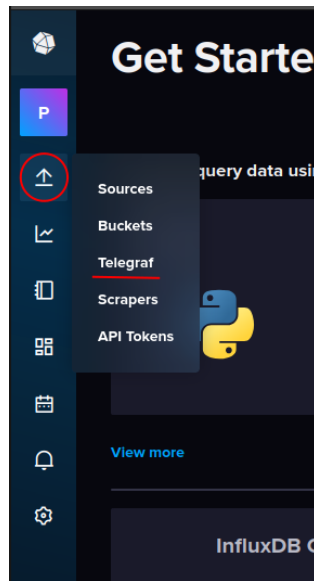 Get Starte
P
query data usi
Sources
Buckets
Telegraf
Scrapers
API Tokens
View more
InfluxDB